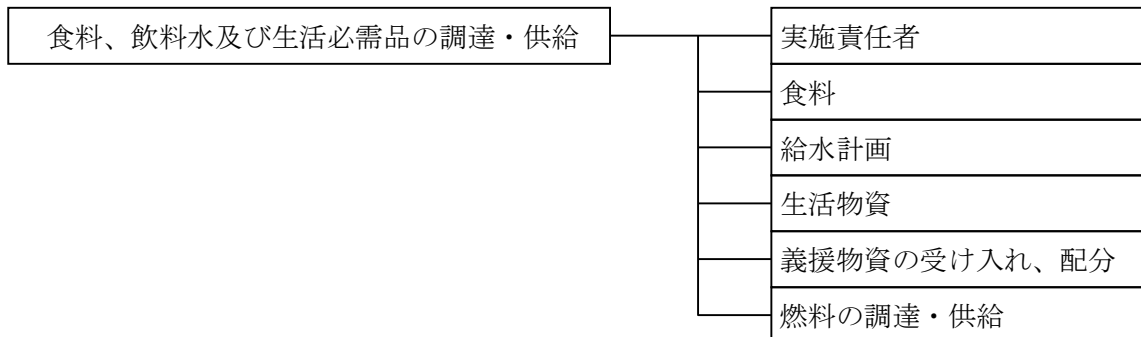 食料、飲料水及び生活必需品の調達・供給
実施責任者
食料
給水計画
生活物資
義援物資の受け入れ、配分
燃料の調達・供給